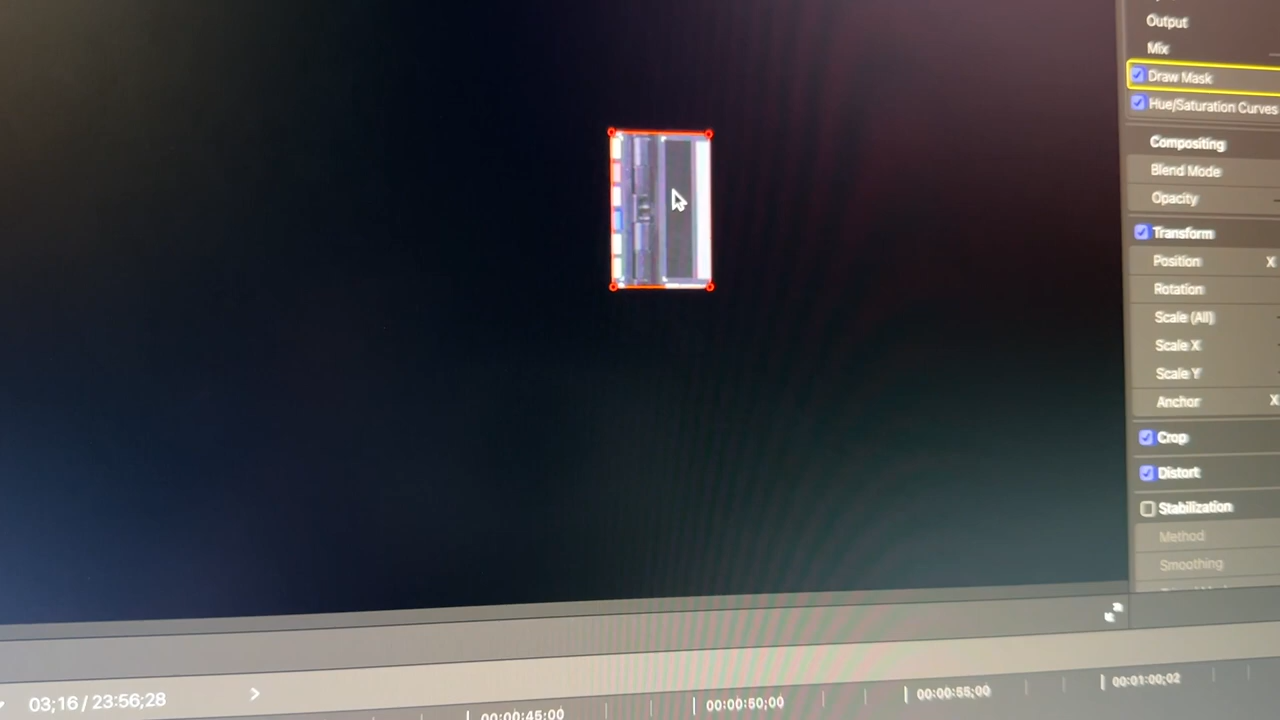 Output
Mix
Draw Mask
Hue/Saturation Curves
Compositing
Blend Mode
Opacity
Transform
Position X
Rotation
Scale (All)
Scale X
Scale Y
Anchor X
Crop
Distort
Stabilization
Method
Smoothing
03;16 / 23:56;28
00:00:45;00
00:00:50;00
00:00:55;00
00:01:00;02